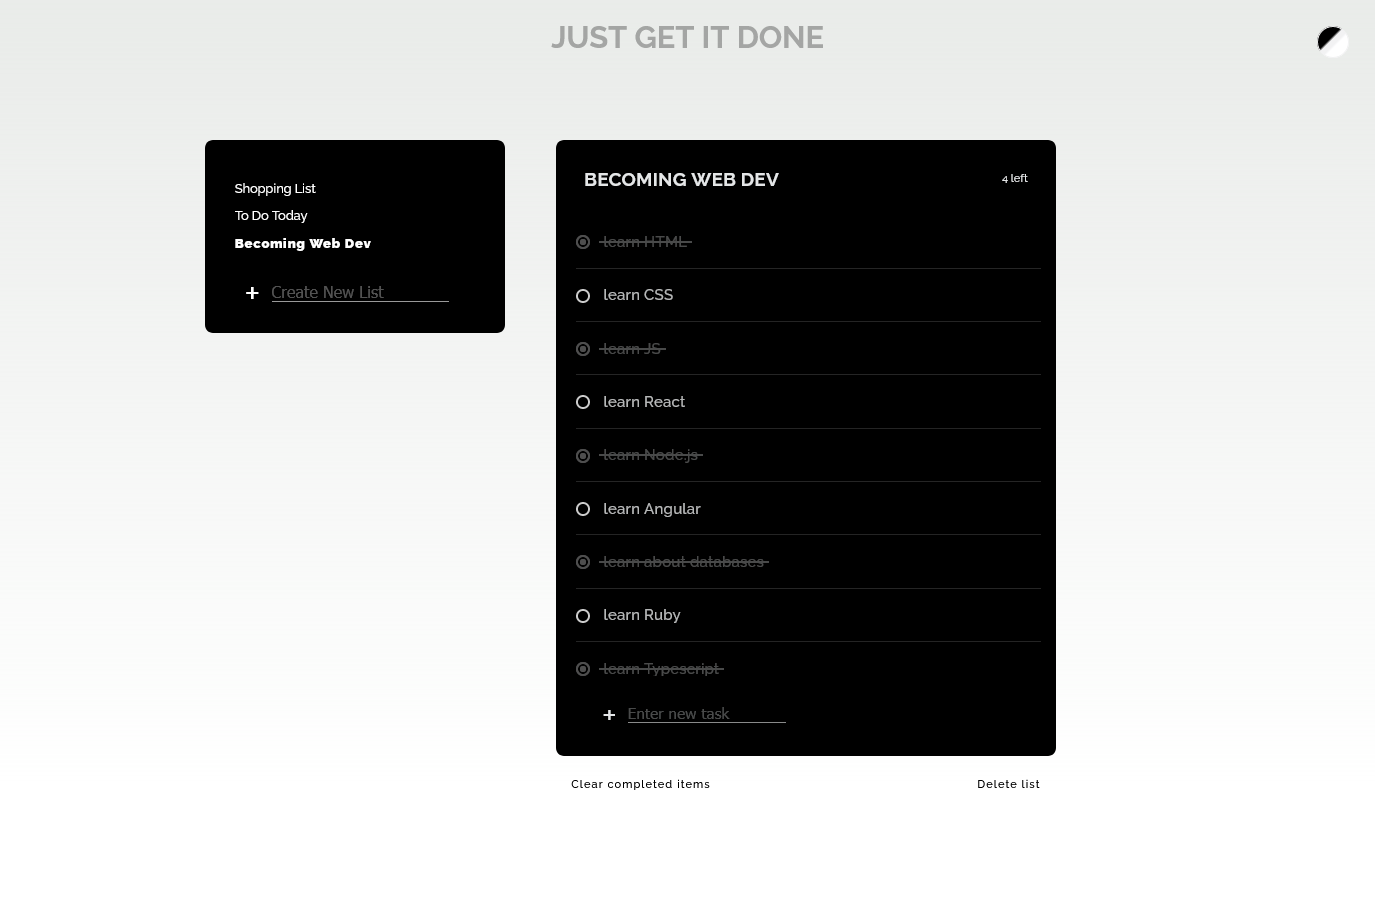 JUST GET IT DONE
Shopping List
To Do Today
Becoming Web Dev
+ Create New List
BECOMING WEB DEV
4 left
learn HTML
learn CSS
learn JS
learn React
learn Node.js
learn Angular
learn about databases
learn Ruby
learn Typescript
+ Enter new task
Clear completed items
Delete list